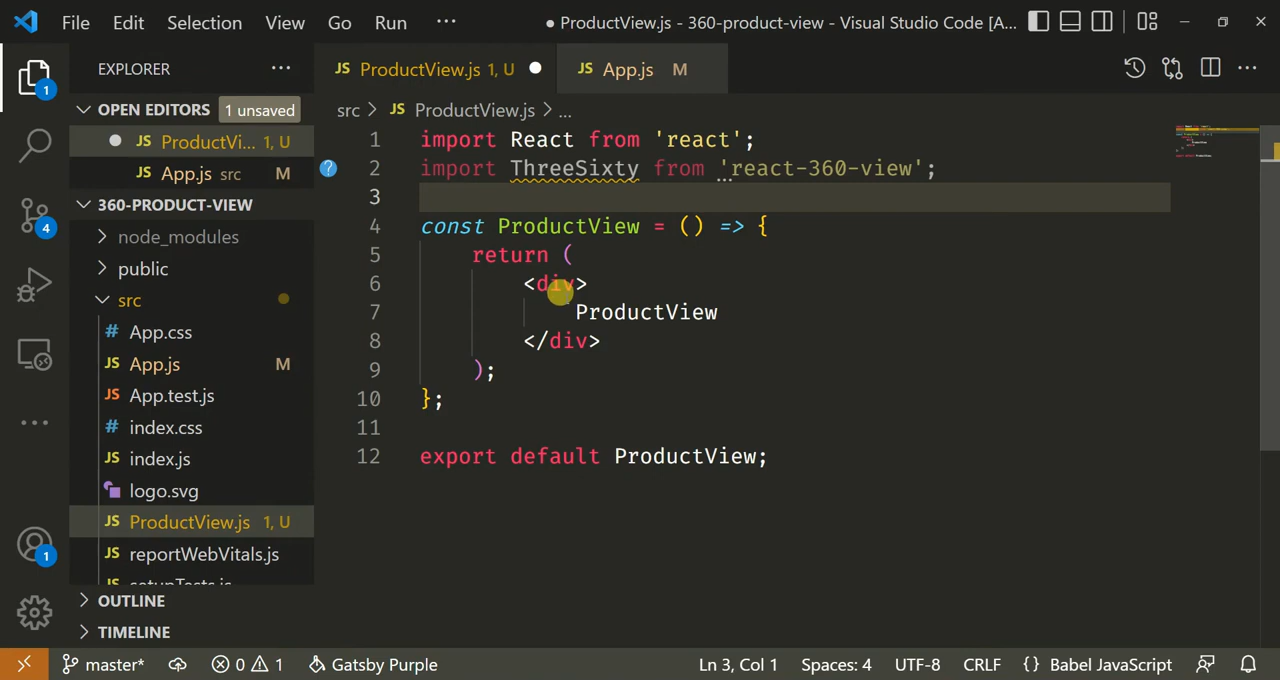 File Edit Selection View Go Run ··· ● ProductView.js - 360-product-view - Visual Studio Code [A...
EXPLORER ···
OPEN EDITORS 1 unsaved
JS ProductVi... 1, U
JS App.js src M
360-PRODUCT-VIEW
node_modules
public
src
# App.css
JS App.js M
JS App.test.js
# index.css
JS index.js
logo.svg
JS ProductView.js 1, U
JS reportWebVitals.js
JS setupTests.js
OUTLINE
TIMELINE
1
4
1
JS ProductView.js 1, U ●
JS App.js M
src > JS ProductView.js > ...
1 import React from 'react';
2 import ThreeSixty from 'react-360-view';
3
4 const ProductView = () => {
5 return (
6 <div>
7 ProductView
8 </div>
9 );
10 };
11
12 export default ProductView;
master* 0 1 Gatsby Purple Ln 3, Col 1 Spaces: 4 UTF-8 CRLF {} Babel JavaScript